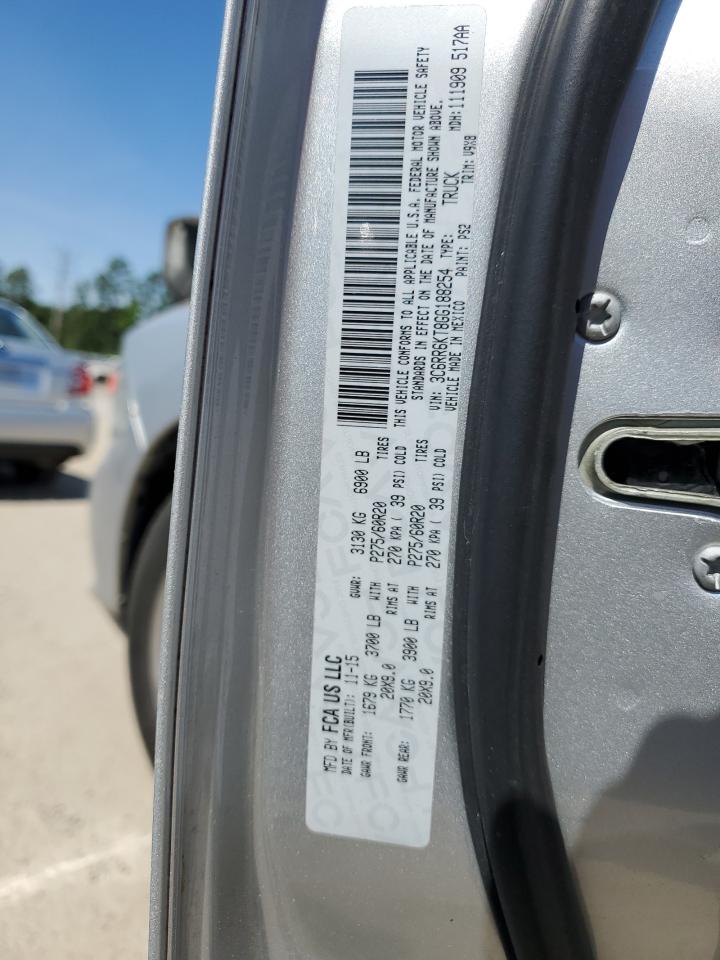 MFD BY FCA US LLC
DATE OF MFR(BUILT): 11-15 GVWR: 3130 KG 6900 LB
GAWR FRONT: 1679 KG 3700 LB WITH P275/60R20 TIRES
20X9.0 RIMS AT 270 KPA ( 39 PSI) COLD
GAWR REAR: 1770 KG 3900 LB WITH P275/60R20 TIRES
20X9.0 RIMS AT 270 KPA ( 39 PSI) COLD
THIS VEHICLE CONFORMS TO ALL APPLICABLE U.S.A. FEDERAL MOTOR VEHICLE SAFETY
STANDARDS IN EFFECT ON THE DATE OF MANUFACTURE SHOWN ABOVE.
VIN: 3C6RR6KT8GG188254 TYPE: TRUCK MDH:111909 517AA
VEHICLE MADE IN MEXICO PAINT: PS2 TRIM: V9X8